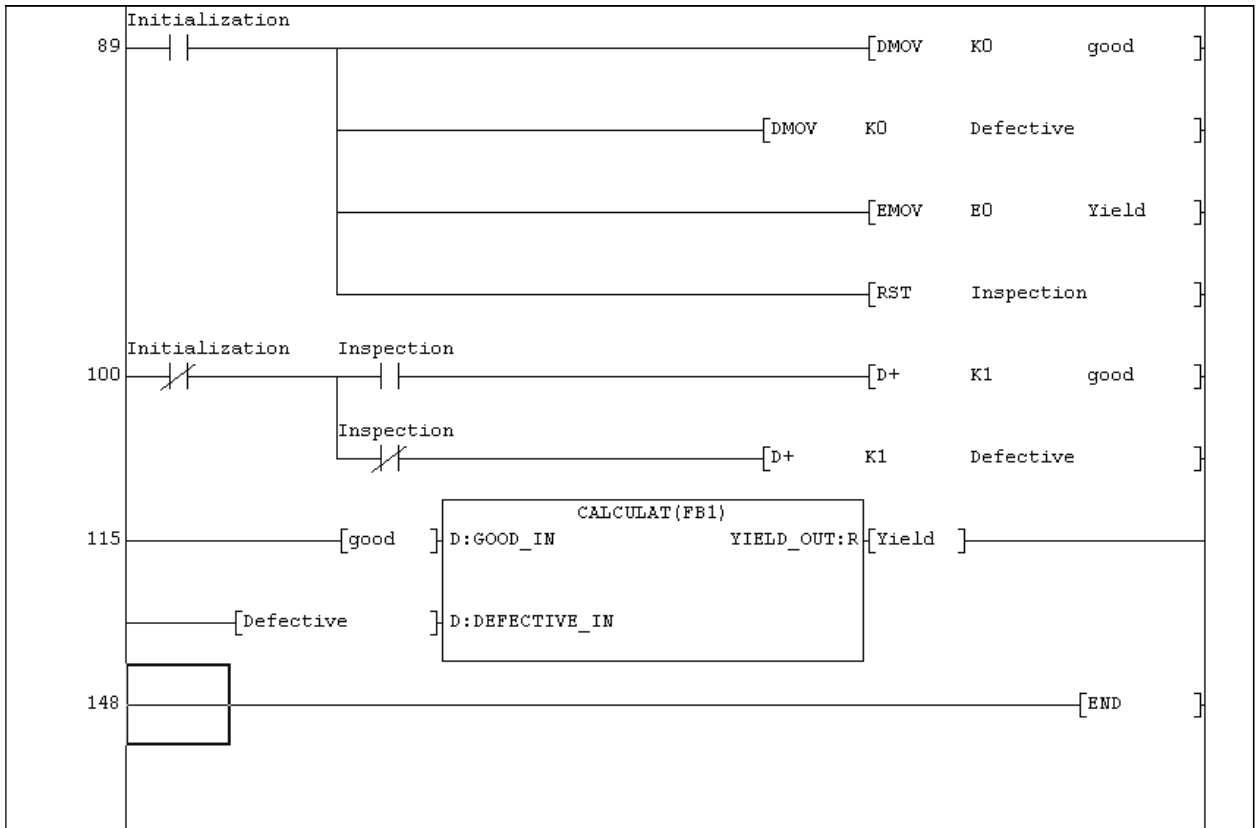 Initialization
89 DMOV K0 good
DMOV K0 Defective
EMOV E0 Yield
RST Inspection
Initialization Inspection
100 D+ K1 good
Inspection
D+ K1 Defective
CALCULAT(FB1)
115 good D:GOOD_IN YIELD_OUT:R Yield
Defective D:DEFECTIVE_IN
148 END